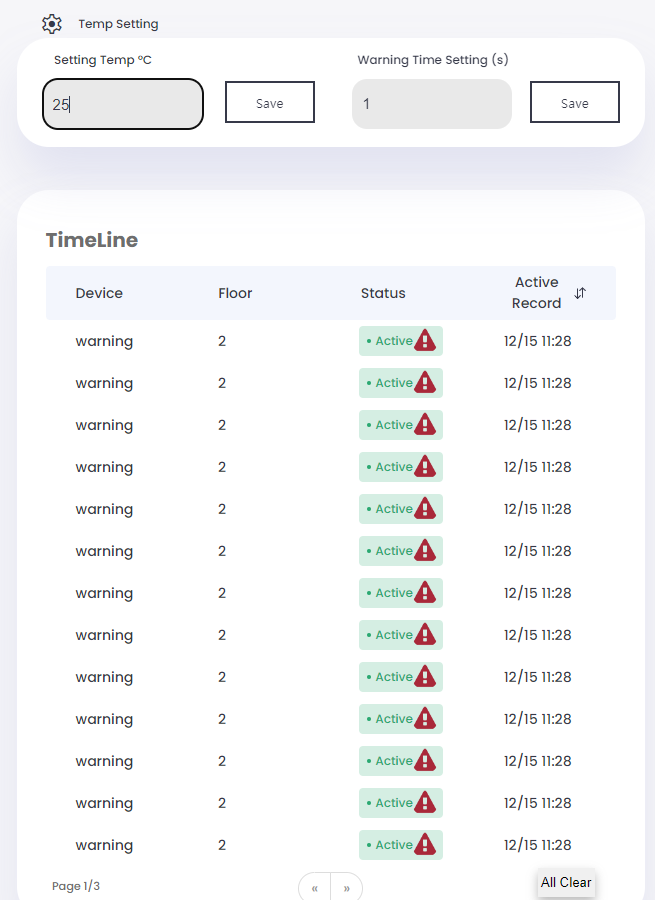 Temp Setting
Setting Temp °C
Warning Time Setting (s)
25
Save
1
Save
TimeLine
Device Floor Status Active Record
warning 2 • Active 12/15 11:28
warning 2 • Active 12/15 11:28
warning 2 • Active 12/15 11:28
warning 2 • Active 12/15 11:28
warning 2 • Active 12/15 11:28
warning 2 • Active 12/15 11:28
warning 2 • Active 12/15 11:28
warning 2 • Active 12/15 11:28
warning 2 • Active 12/15 11:28
warning 2 • Active 12/15 11:28
warning 2 • Active 12/15 11:28
warning 2 • Active 12/15 11:28
warning 2 • Active 12/15 11:28
Page 1/3 « » All Clear